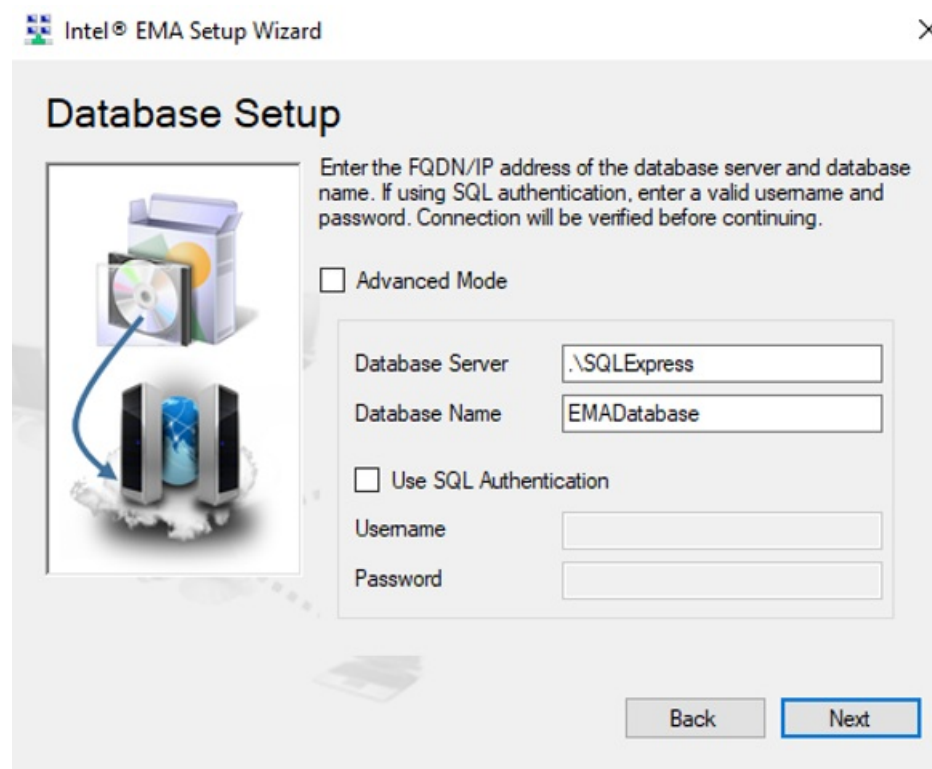 Intel® EMA Setup Wizard
Database Setup
Enter the FQDN/IP address of the database server and database
name. If using SQL authentication, enter a valid username and
password. Connection will be verified before continuing.
Advanced Mode
Database Server .\SQLExpress
Database Name EMADatabase
Use SQL Authentication
Username
Password
Back Next